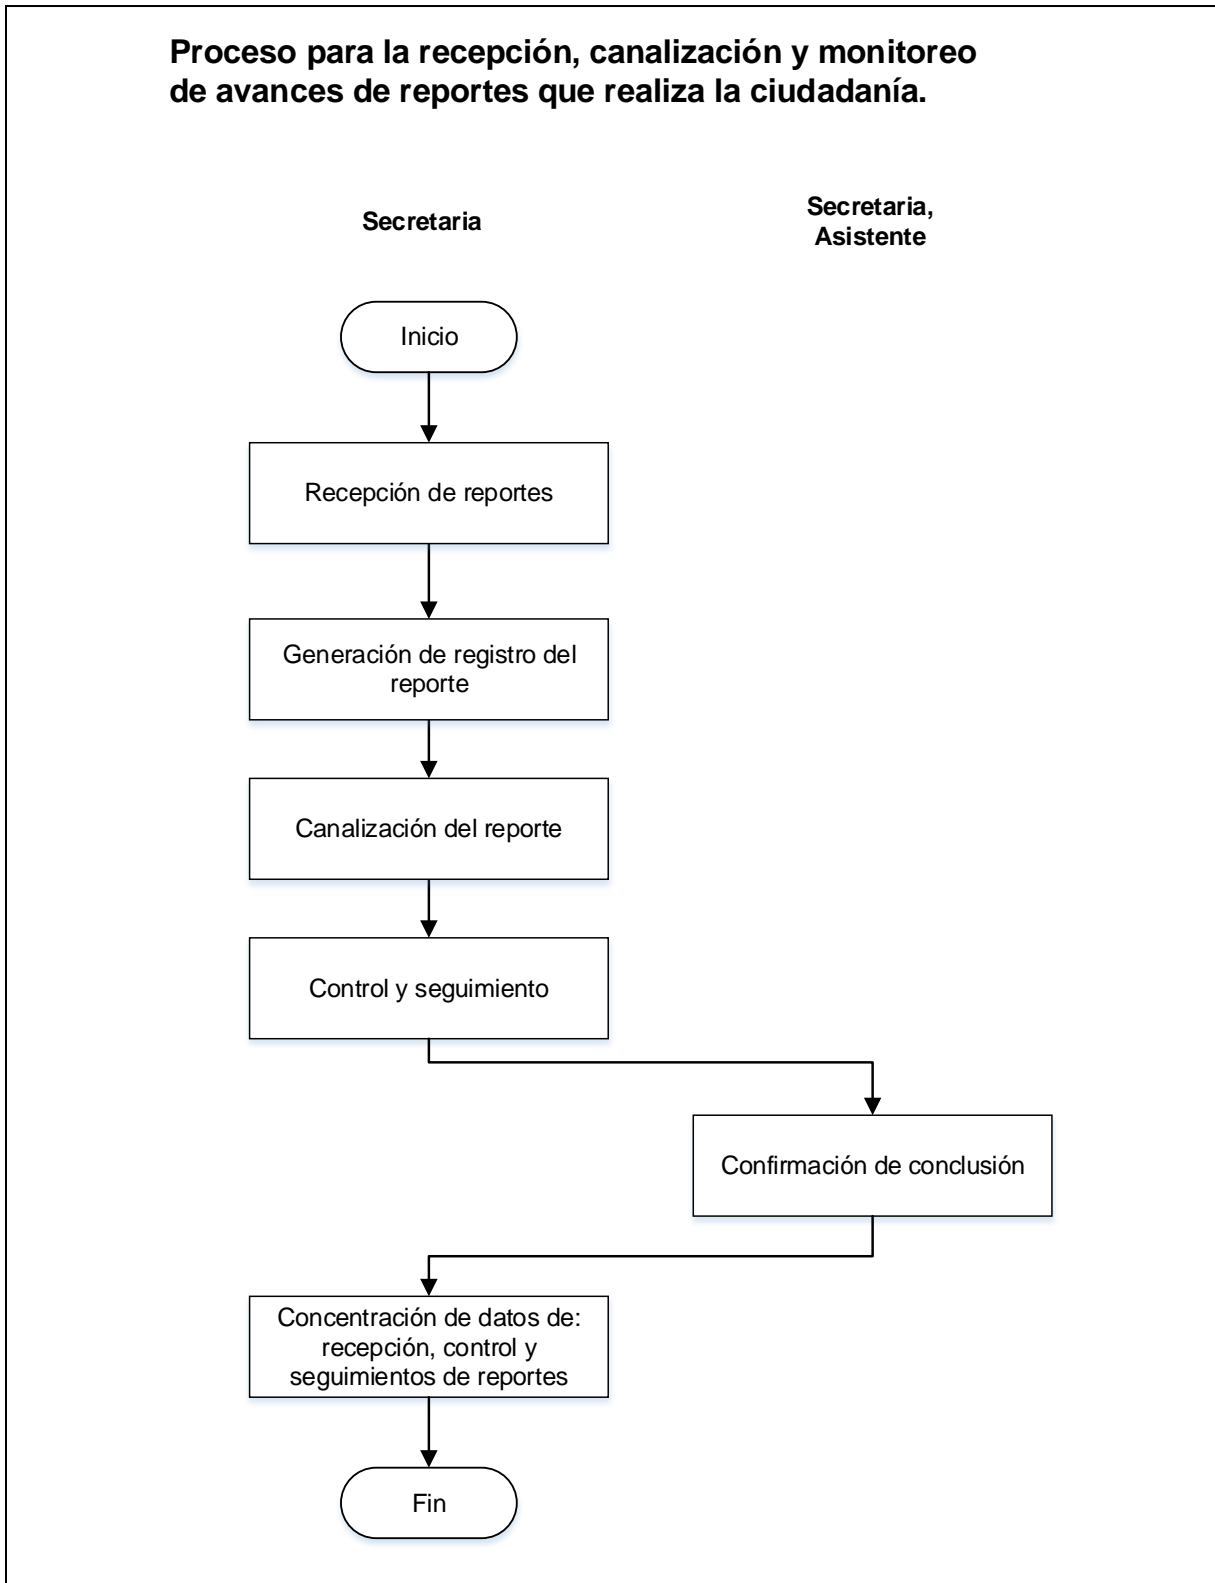 Proceso para la recepción, canalización y monitoreo
de avances de reportes que realiza la ciudadanía.
Secretaria
Secretaria,
Asistente
Inicio
Recepción de reportes
Generación de registro del
reporte
Canalización del reporte
Control y seguimiento
Confirmación de conclusión
Concentración de datos de:
recepción, control y
seguimientos de reportes
Fin